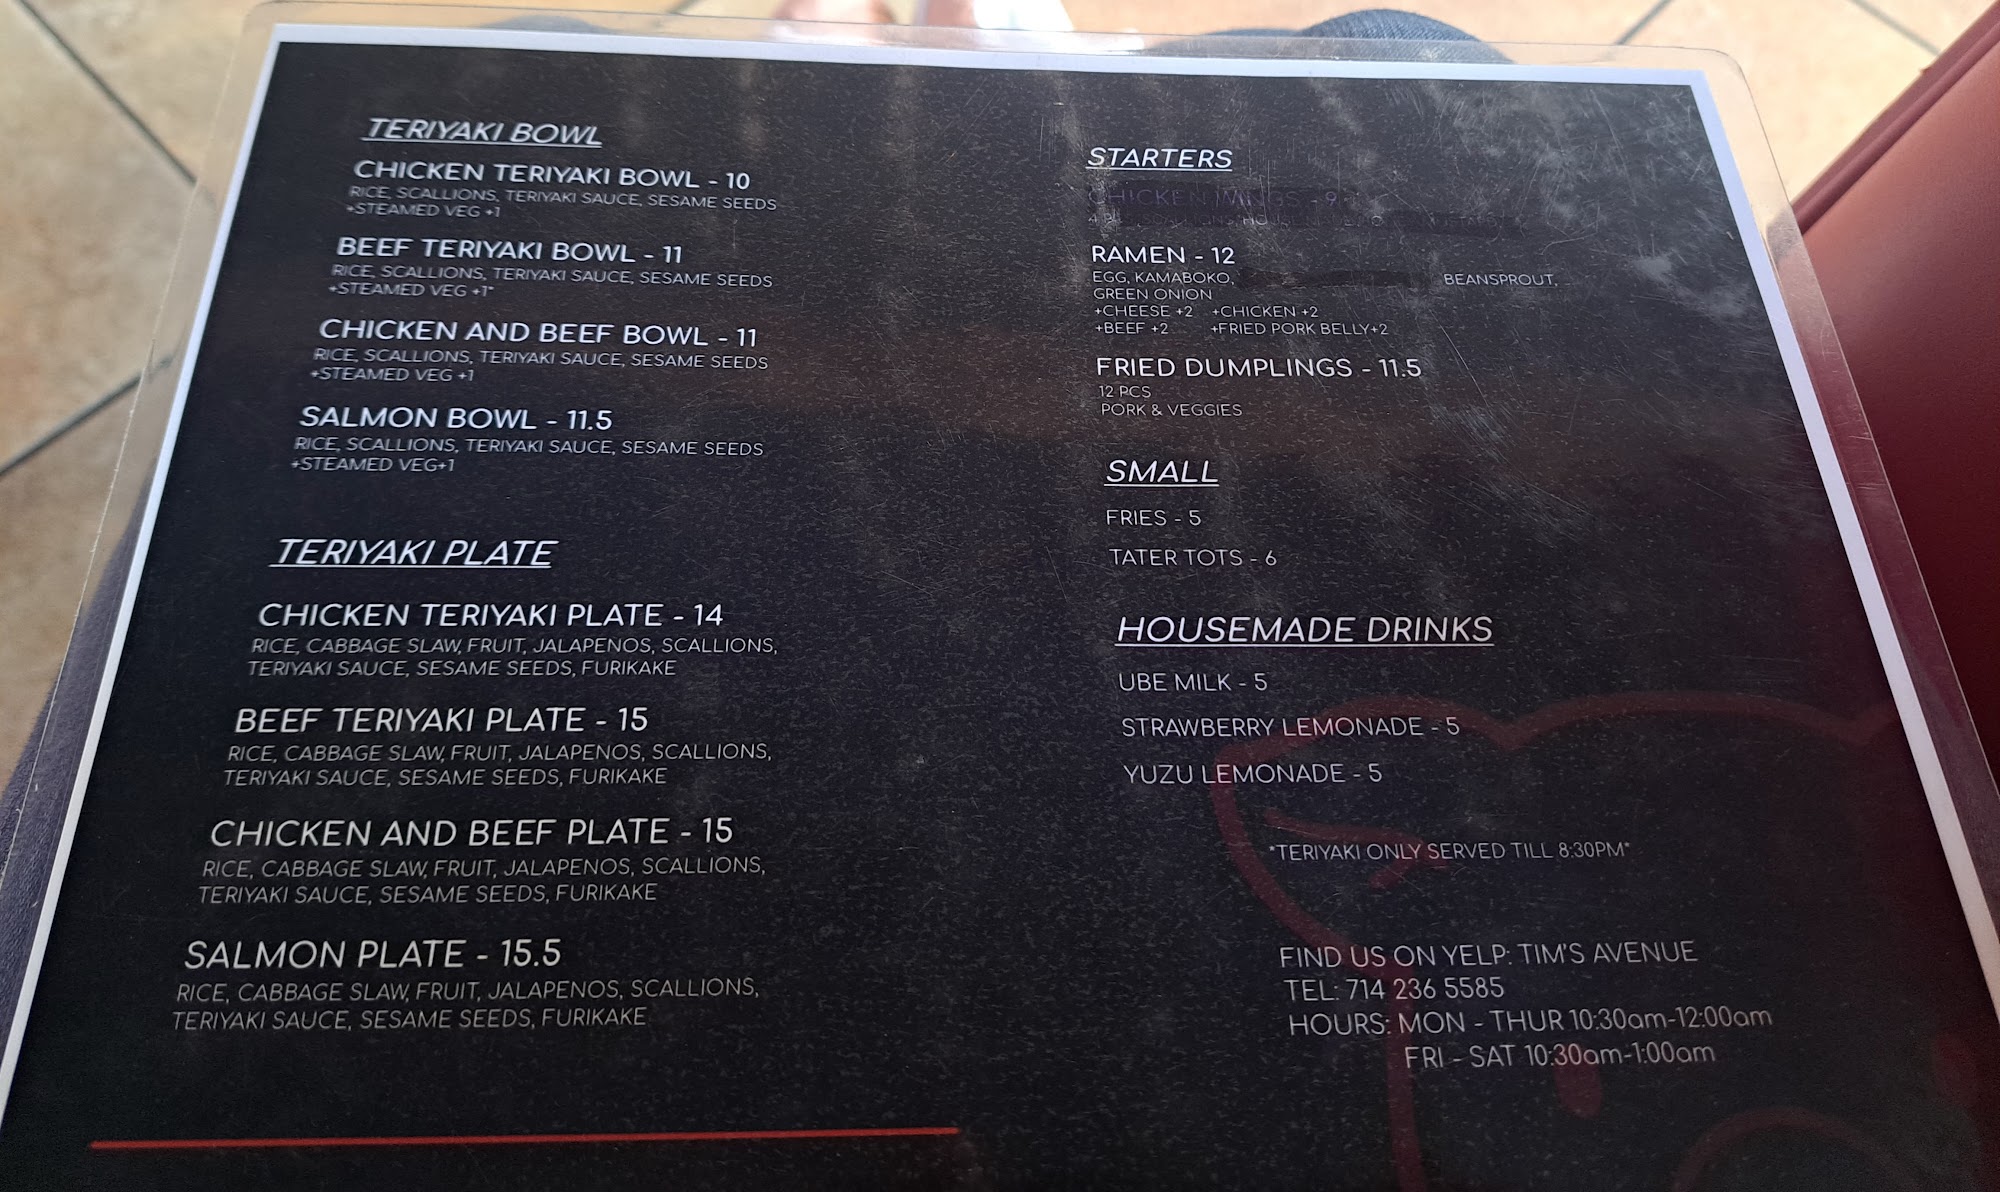 TERIYAKI BOWL
CHICKEN TERIYAKI BOWL - 10
RICE, SCALLIONS, TERIYAKI SAUCE, SESAME SEEDS
+STEAMED VEG +1
BEEF TERIYAKI BOWL - 11
RICE, SCALLIONS, TERIYAKI SAUCE, SESAME SEEDS
+STEAMED VEG +1*
CHICKEN AND BEEF BOWL - 11
RICE, SCALLIONS, TERIYAKI SAUCE, SESAME SEEDS
+STEAMED VEG +1
SALMON BOWL - 11.5
RICE, SCALLIONS, TERIYAKI SAUCE, SESAME SEEDS
+STEAMED VEG+1
TERIYAKI PLATE
CHICKEN TERIYAKI PLATE - 14
RICE, CABBAGE SLAW, FRUIT, JALAPENOS, SCALLIONS,
TERIYAKI SAUCE, SESAME SEEDS, FURIKAKE
BEEF TERIYAKI PLATE - 15
RICE, CABBAGE SLAW, FRUIT, JALAPENOS, SCALLIONS,
TERIYAKI SAUCE, SESAME SEEDS, FURIKAKE
CHICKEN AND BEEF PLATE - 15
RICE, CABBAGE SLAW, FRUIT, JALAPENOS, SCALLIONS,
TERIYAKI SAUCE, SESAME SEEDS, FURIKAKE
SALMON PLATE - 15.5
RICE, CABBAGE SLAW, FRUIT, JALAPENOS, SCALLIONS,
TERIYAKI SAUCE, SESAME SEEDS, FURIKAKE
STARTERS
CHICKEN WINGS - 9
RAMEN - 12
EGG, KAMABOKO, BEANSPROUT,
GREEN ONION
+CHEESE +2 +CHICKEN +2
+BEEF +2 +FRIED PORK BELLY+2
FRIED DUMPLINGS - 11.5
12 PCS
PORK & VEGGIES
SMALL
FRIES - 5
TATER TOTS - 6
HOUSEMADE DRINKS
UBE MILK - 5
STRAWBERRY LEMONADE - 5
YUZU LEMONADE - 5
*TERIYAKI ONLY SERVED TILL 8:30PM*
FIND US ON YELP: TIM'S AVENUE
TEL: 714 236 5585
HOURS: MON - THUR 10:30am-12:00am
FRI - SAT 10:30am-1:00am